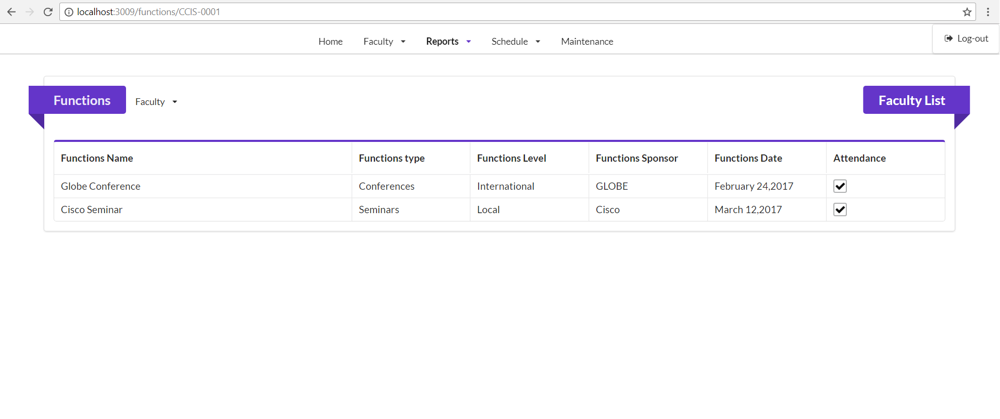 localhost:3009/functions/CCIS-0001
Home Faculty Reports Schedule Maintenance Log-out
Functions Faculty Faculty List
Functions Name Functions type Functions Level Functions Sponsor Functions Date Attendance
Globe Conference Conferences International GLOBE February 24,2017
Cisco Seminar Seminars Local Cisco March 12,2017